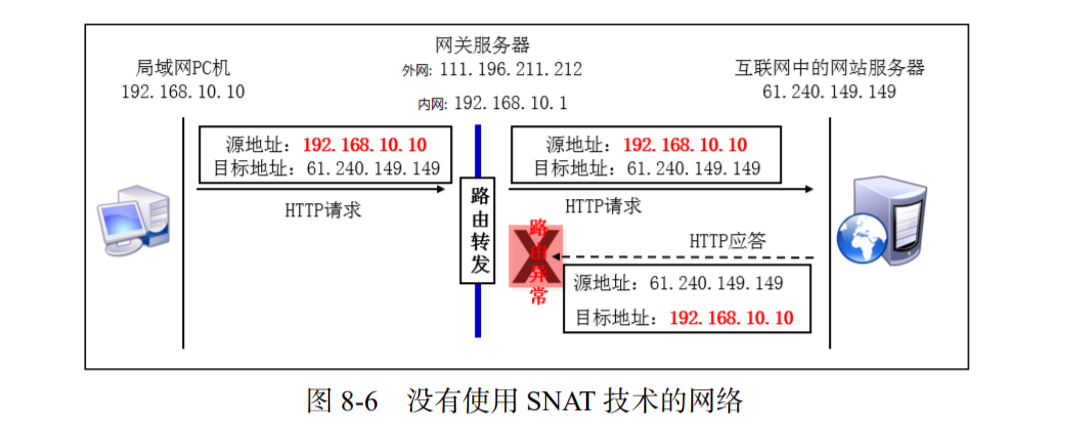 网关服务器
局域网PC机
外网: 111.196.211.212
互联网中的网站服务器
192.168.10.10
61.240.149.149
内网: 192.168.10.1
源地址: 192.168.10.10
目标地址: 61.240.149.149
源地址: 192.168.10.10
目标地址: 61.240.149.149
HTTP请求
路由转发
HTTP请求
路由异常
HTTP应答
源地址: 61.240.149.149
目标地址: 192.168.10.10
图 8-6 没有使用 SNAT 技术的网络